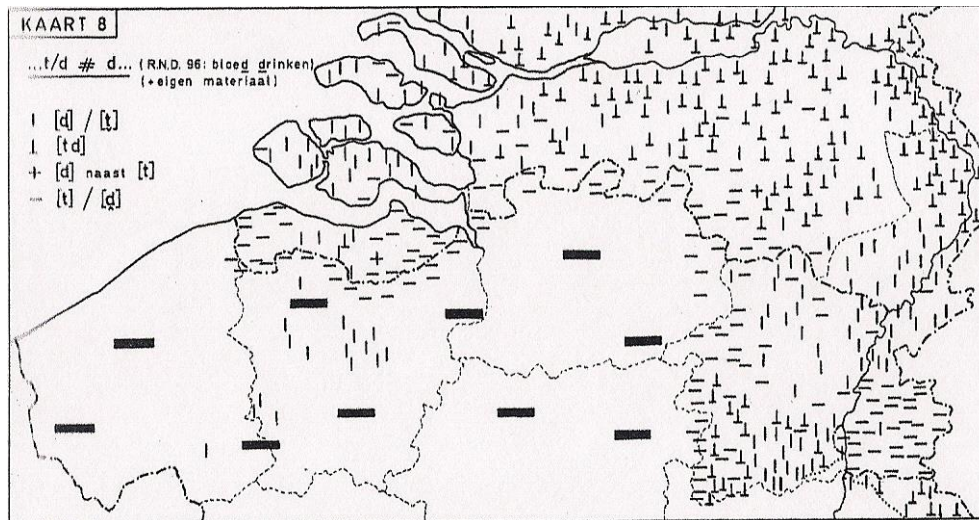 KAART 8
...t/d # d... (R.N.D. 96: bloed drinken)
(+eigen materiaal)
ı [d] / [ṭ]
⊥ [td]
+ [d] naast [t]
— [t] / [d̥]